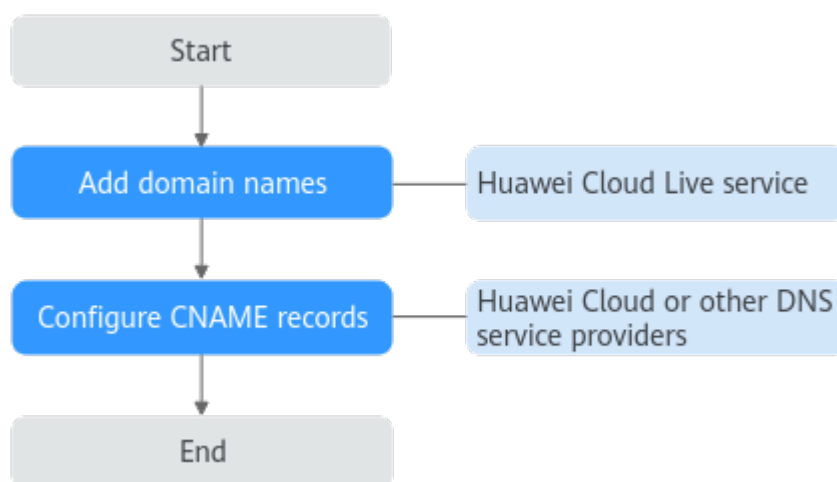 Start
Add domain names
Huawei Cloud Live service
Configure CNAME records
Huawei Cloud or other DNS
service providers
End